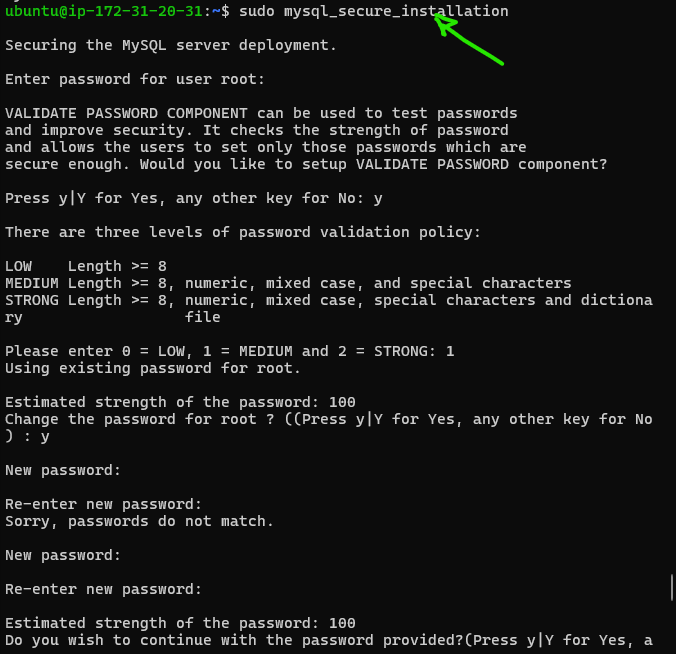 ubuntu@ip-172-31-20-31:~$ sudo mysql_secure_installation
Securing the MySQL server deployment.
Enter password for user root:
VALIDATE PASSWORD COMPONENT can be used to test passwords
and improve security. It checks the strength of password
and allows the users to set only those passwords which are
secure enough. Would you like to setup VALIDATE PASSWORD component?
Press y|Y for Yes, any other key for No: y
There are three levels of password validation policy:
LOW    Length >= 8
MEDIUM Length >= 8, numeric, mixed case, and special characters
STRONG Length >= 8, numeric, mixed case, special characters and dictiona
ry                  file
Please enter 0 = LOW, 1 = MEDIUM and 2 = STRONG: 1
Using existing password for root.
Estimated strength of the password: 100
Change the password for root ? ((Press y|Y for Yes, any other key for No
) : y
New password:
Re-enter new password:
Sorry, passwords do not match.
New password:
Re-enter new password:
Estimated strength of the password: 100
Do you wish to continue with the password provided?(Press y|Y for Yes, a